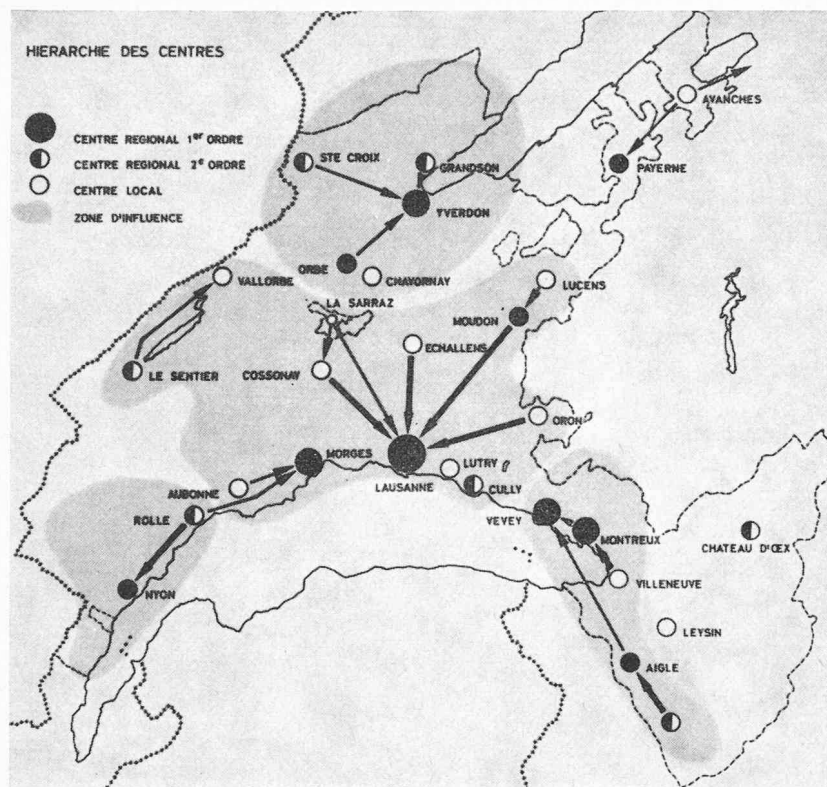 HIERARCHIE DES CENTRES
CENTRE REGIONAL 1er ORDRE
CENTRE REGIONAL 2e ORDRE
CENTRE LOCAL
ZONE D'INFLUENCE
AVANCHES
STE CROIX
GRANDSON
PAYERNE
YVERDON
ORBE
CHAVORNAY
VALLORBE
LUCENS
LA SARRAZ
MOUDON
ECHALLENS
LE SENTIER
COSSONAY
ORON
MORGES
LUTRY
LAUSANNE
CULLY
AUBONNE
ROLLE
VEVEY
MONTREUX
CHATEAU D'ŒX
NYON
VILLENEUVE
LEYSIN
AIGLE